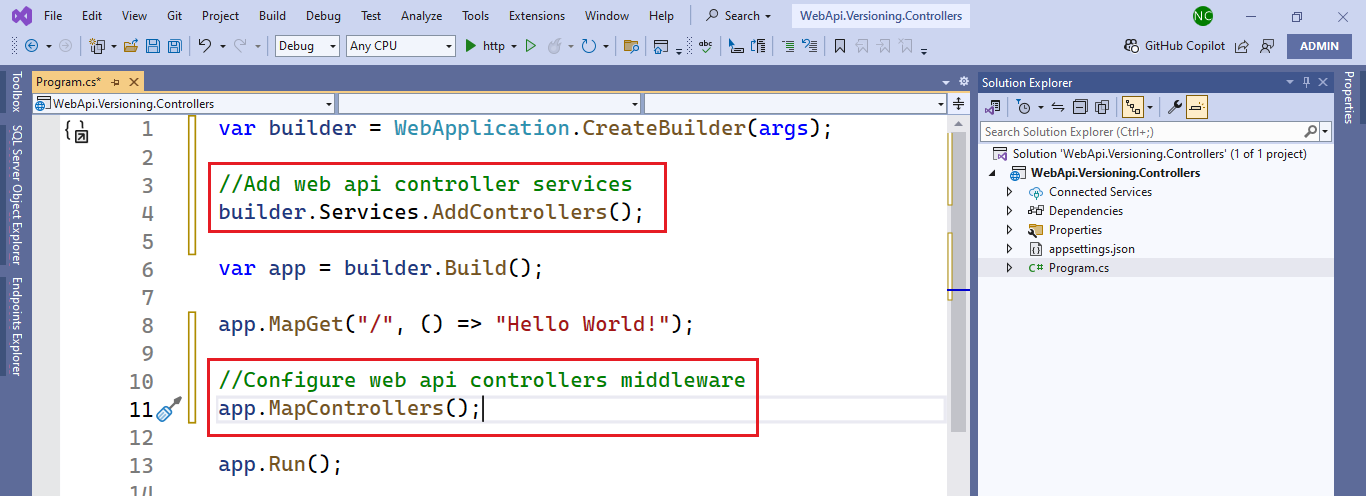 File Edit View Git Project Build Debug Test Analyze Tools Extensions Window Help Search WebApi.Versioning.Controllers NC
Debug Any CPU http abc GitHub Copilot ADMIN
Toolbox
SQL Server Object Explorer
Endpoints Explorer
Program.cs*
WebApi.Versioning.Controllers
1 var builder = WebApplication.CreateBuilder(args);
2
3 //Add web api controller services
4 builder.Services.AddControllers();
5
6 var app = builder.Build();
7
8 app.MapGet("/", () => "Hello World!");
9
10 //Configure web api controllers middleware
11 app.MapControllers();
12
13 app.Run();
14
Solution Explorer
Search Solution Explorer (Ctrl+;)
Solution 'WebApi.Versioning.Controllers' (1 of 1 project)
WebApi.Versioning.Controllers
Connected Services
Dependencies
Properties
appsettings.json
C# Program.cs
Properties